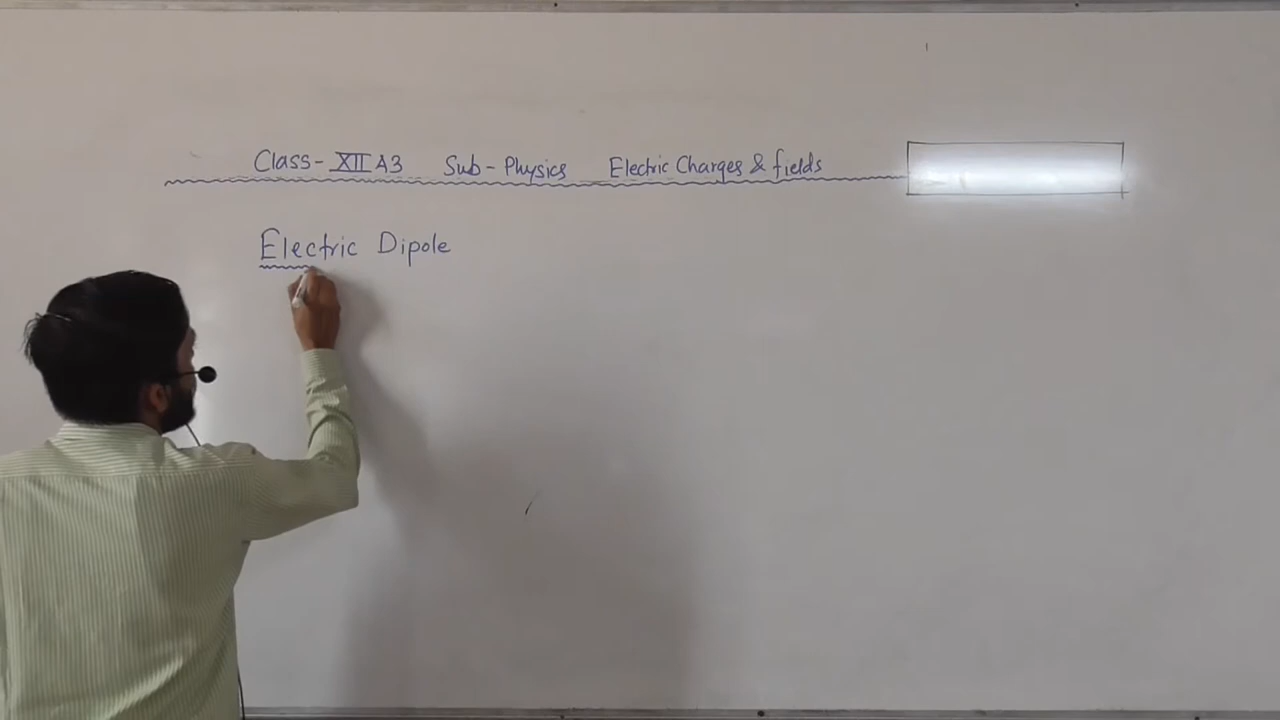 Class - XII A3 Sub - Physics Electric Charges & fields
Electric Dipole